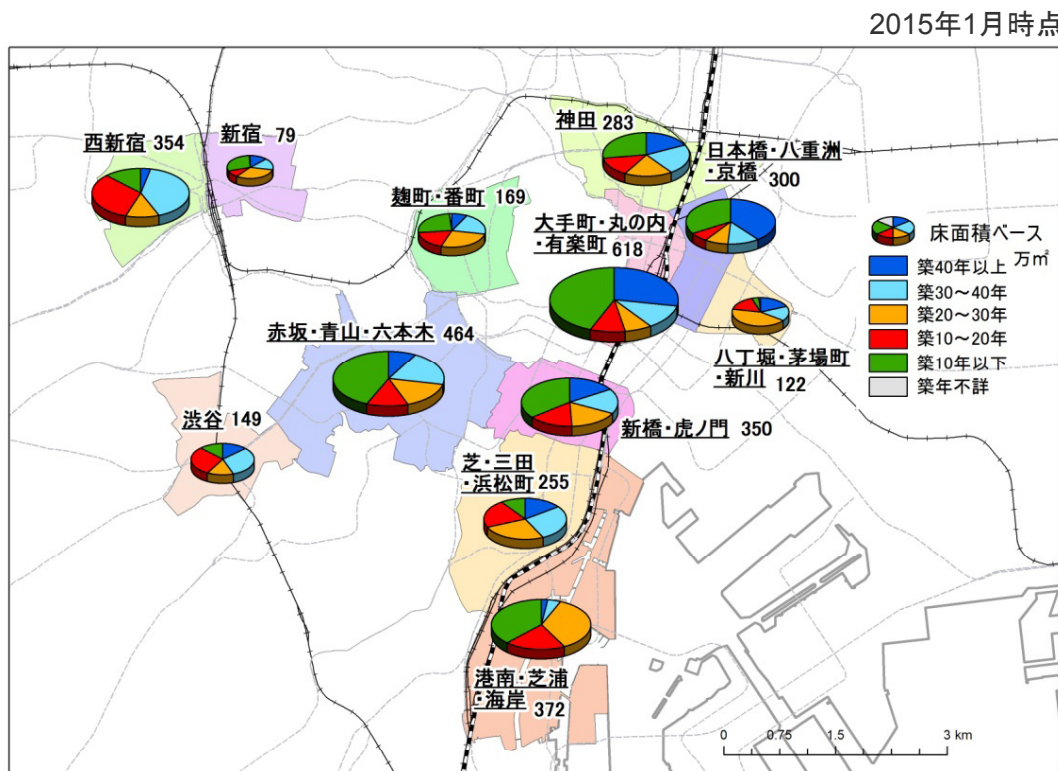 2015年1月時点
西新宿 354
新宿 79
神田 283
日本橋・八重洲
・京橋 300
麹町・番町 169
大手町・丸の内
・有楽町 618
床面積ベース
万㎡
築40年以上
築30～40年
築20～30年
築10～20年
築10年以下
築年不詳
赤坂・青山・六本木 464
八丁堀・茅場町
・新川 122
渋谷 149
新橋・虎ノ門 350
芝・三田
・浜松町 255
港南・芝浦
・海岸 372
0 0.75 1.5 3 km